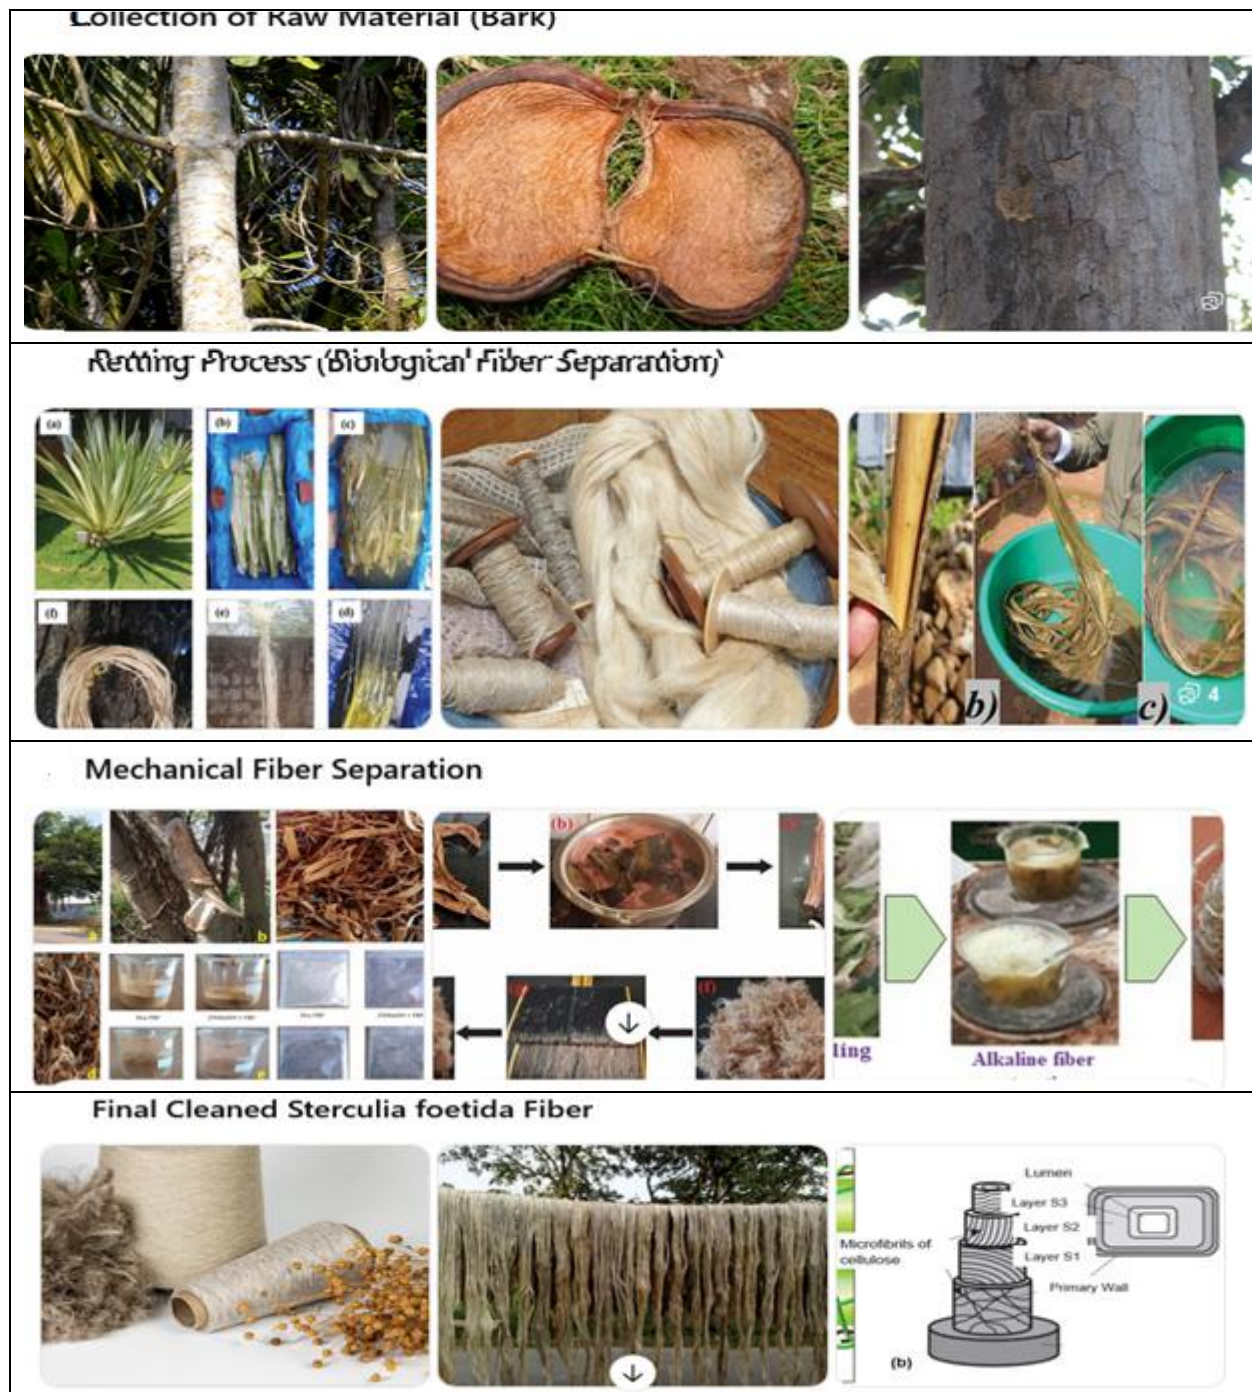 Collection of Raw Material (Bark)
Retting Process (Biological Fiber Separation)
(a)
(b)
(c)
(f)
(e)
(d)
b)
c)
4
Mechanical Fiber Separation
a
b
d
e
(b)
(f)
ling
Alkaline fiber
Final Cleaned Sterculia foetida Fiber
Lumen
Layer S3
Layer S2
Microfibrils of
cellulose
Layer S1
Primary Wall
(b)